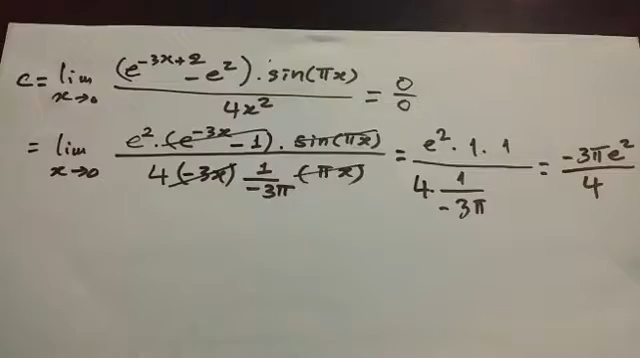 C = lim x→0 (e^(-3x+2) - e^2) . sin(πx) / 4x^2 = 0/0
= lim x→0 e^2 . (e^(-3x) - 1) . sin(πx) / 4(-3x) 1/(-3π) (πx) = e^2 . 1 . 1 / 4 . 1/(-3π) = -3πe^2 / 4